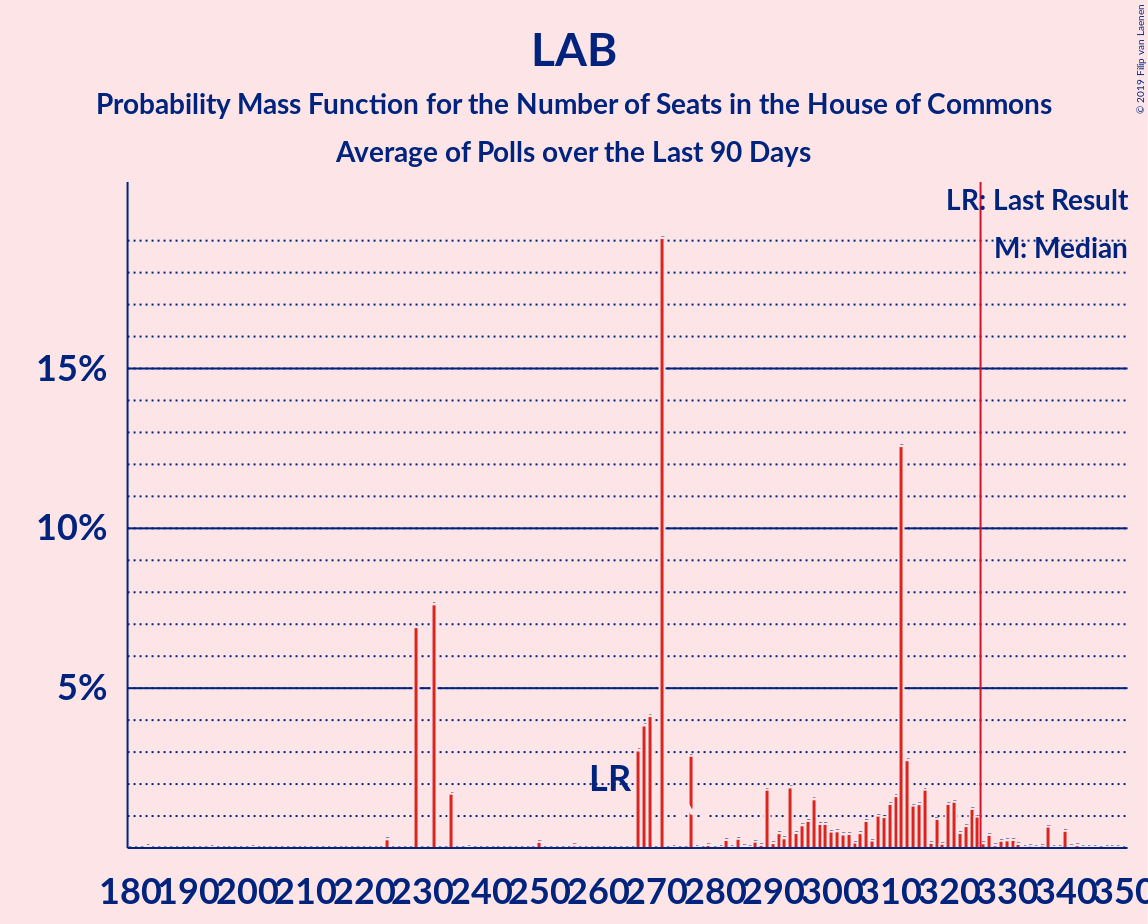 LAB
Probability Mass Function for the Number of Seats in the House of Commons
Average of Polls over the Last 90 Days
© 2019 Filip van Laenen
LR: Last Result
M: Median
15%
10%
5%
LR
180 190 200 210 220 230 240 250 260 270 280 290 300 310 320 330 340 350